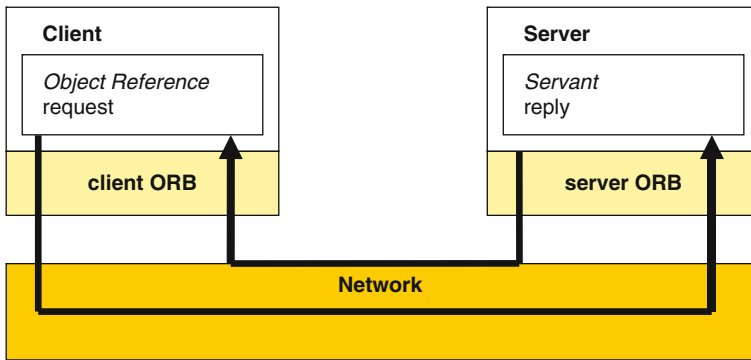 Client
Object Reference
request
client ORB
Server
Servant
reply
server ORB
Network